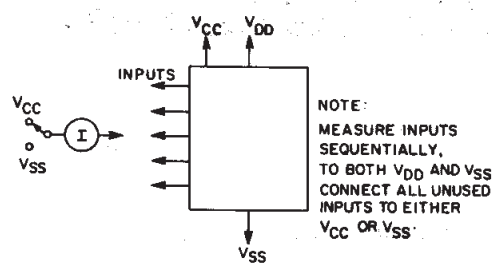 VCC VDD
INPUTS
VCC
I
VSS
NOTE:
MEASURE INPUTS
SEQUENTIALLY,
TO BOTH VDD AND VSS
CONNECT ALL UNUSED
INPUTS TO EITHER
VCC OR VSS.
VSS